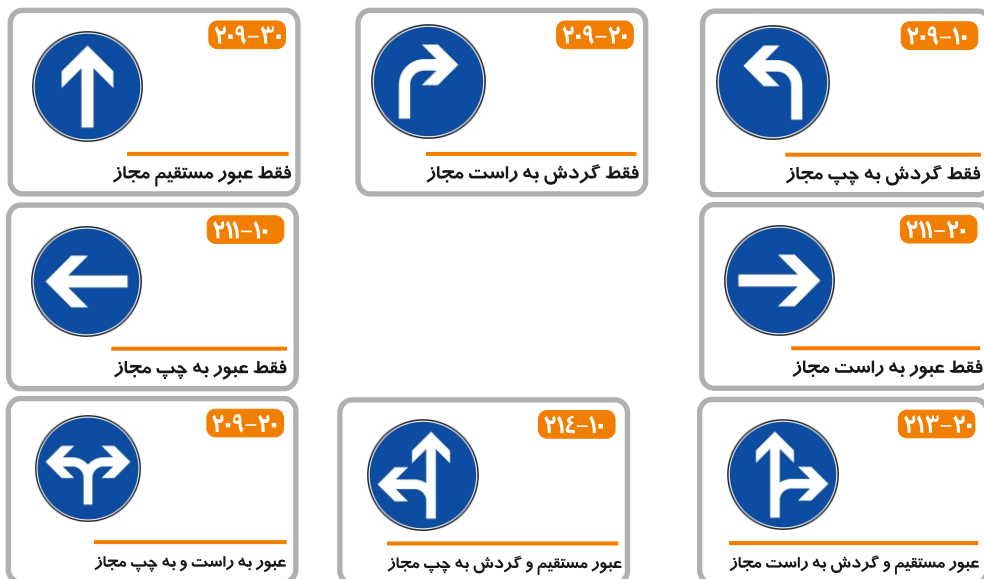 ۲۰۹-۱۰
فقط گردش به چپ مجاز
۲۰۹-۲۰
فقط گردش به راست مجاز
۲۰۹-۳۰
فقط عبور مستقیم مجاز
۲۱۱-۲۰
فقط عبور به راست مجاز
۲۱۱-۱۰
فقط عبور به چپ مجاز
۲۱۳-۲۰
عبور مستقیم و گردش به راست مجاز
۲۱٤-۱۰
عبور مستقیم و گردش به چپ مجاز
۲۰۹-۲۰
عبور به راست و به چپ مجاز